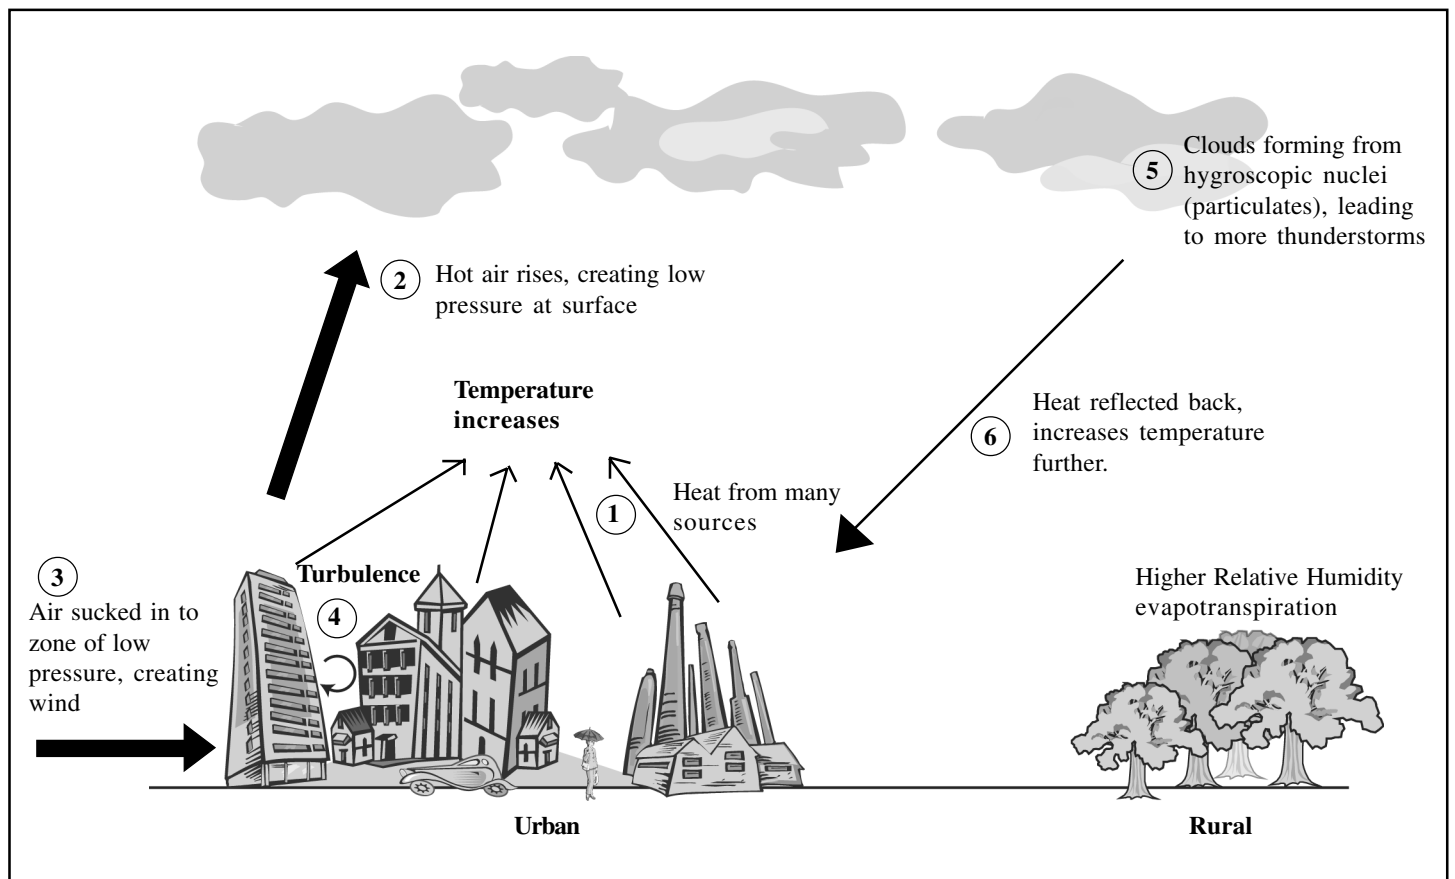 5
Clouds forming from
hygroscopic nuclei
(particulates), leading
to more thunderstorms
2
Hot air rises, creating low
pressure at surface
Temperature
increases
6
Heat reflected back,
increases temperature
further.
1
Heat from many
sources
3
Air sucked in to
zone of low
pressure, creating
wind
Turbulence
4
Higher Relative Humidity
evapotranspiration
Urban
Rural